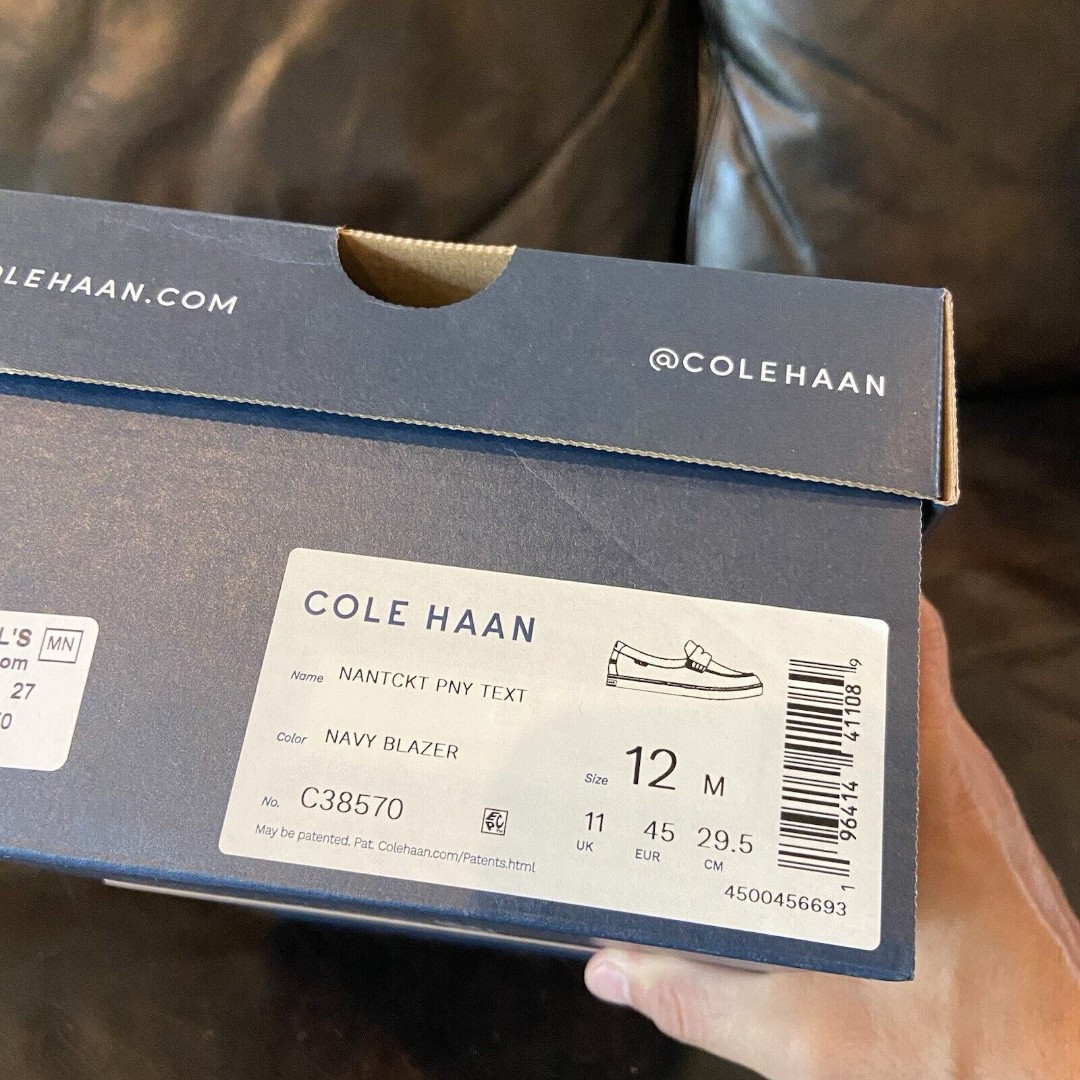 OLEHAAN.COM
@COLEHAAN
L'S MN
om
27
0
COLE HAAN
Name NANTCKT PNY TEXT
Color NAVY BLAZER
No. C38570
May be patented. Pat. Colehaan.com/Patents.html
Size 12 M
11 45 29.5
UK EUR CM
4500456693
1 96414 41108 9